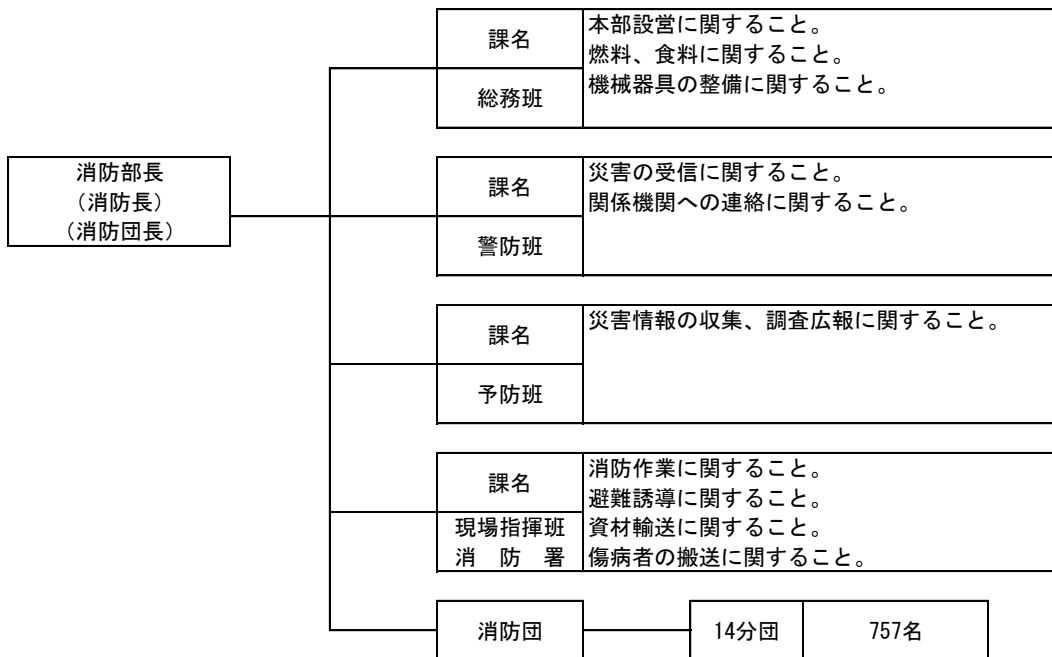 課名
総務班
本部設営に関すること。
燃料、食料に関すること。
機械器具の整備に関すること。
消防部長
（消防長）
（消防団長）
課名
警防班
災害の受信に関すること。
関係機関への連絡に関すること。
課名
予防班
災害情報の収集、調査広報に関すること。
課名
現場指揮班
消　防　署
消防作業に関すること。
避難誘導に関すること。
資材輸送に関すること。
傷病者の搬送に関すること。
消防団
14分団
757名